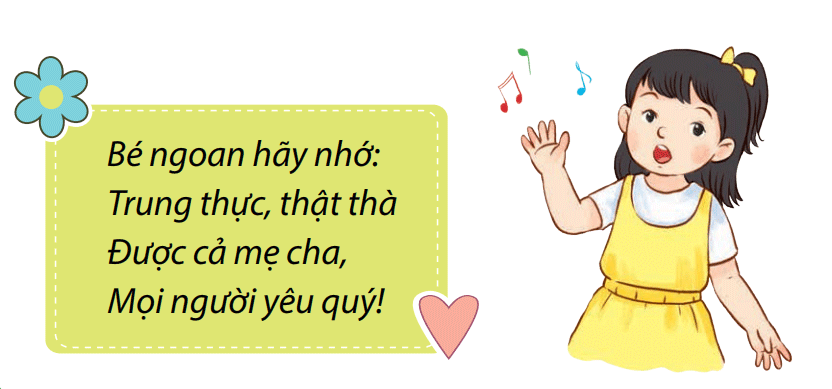 Bé ngoan hãy nhớ:
Trung thực, thật thà
Được cả mẹ cha,
Mọi người yêu quý!